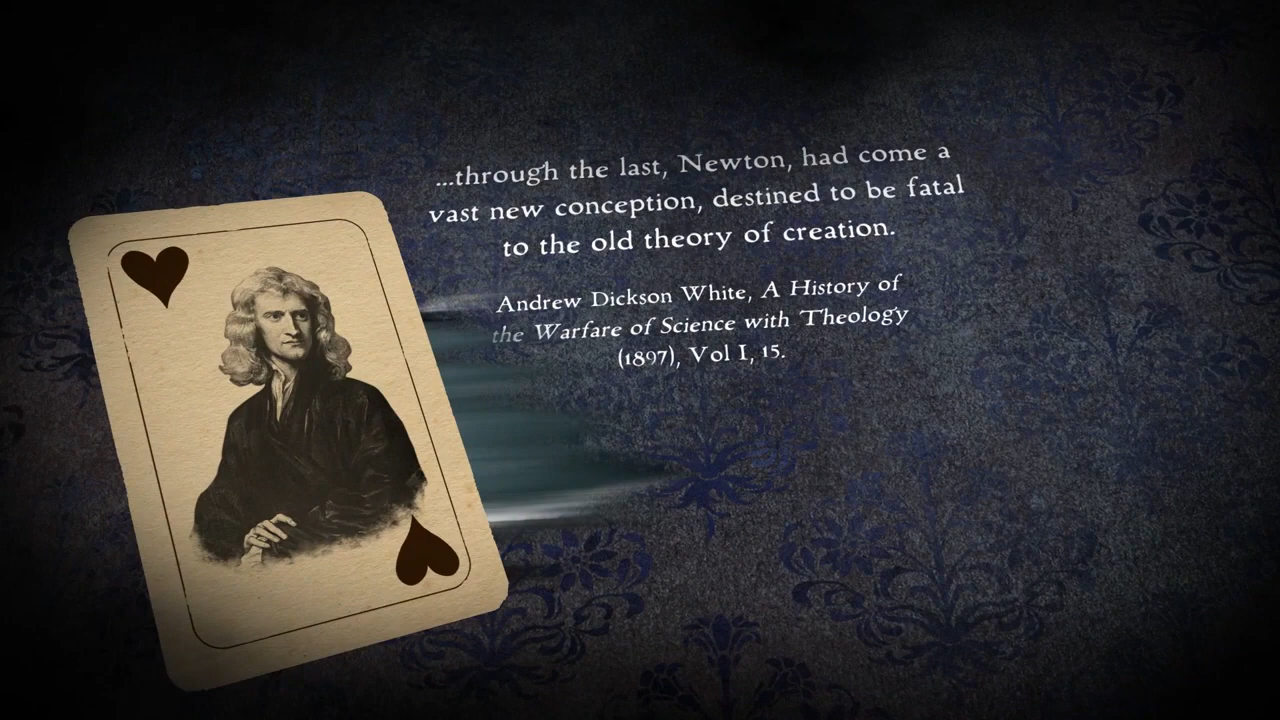 ...through the last, Newton, had come a
vast new conception, destined to be fatal
to the old theory of creation.
Andrew Dickson White, A History of
the Warfare of Science with Theology
(1897), Vol I, 15.